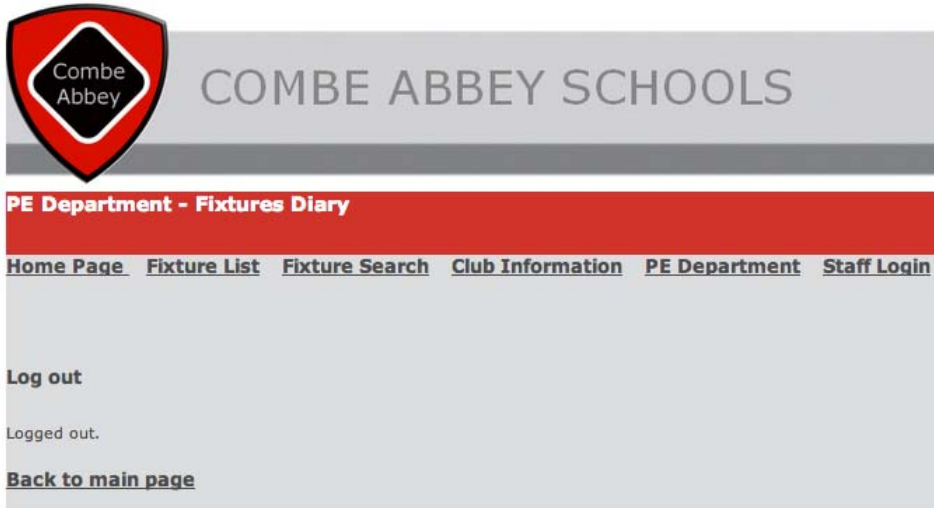 Combe
Abbey
COMBE ABBEY SCHOOLS
PE Department - Fixtures Diary
Home Page Fixture List Fixture Search Club Information PE Department Staff Login
Log out
Logged out.
Back to main page